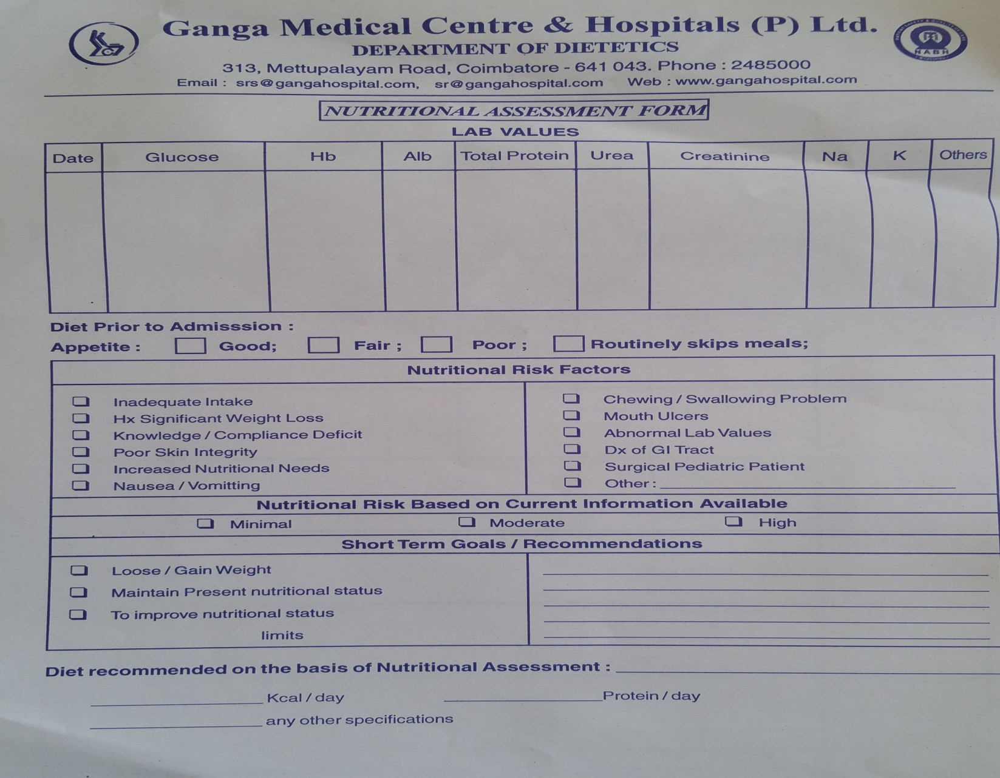 Ganga Medical Centre & Hospitals (P) Ltd.
DEPARTMENT OF DIETETICS
313, Mettupalayam Road, Coimbatore - 641 043. Phone : 2485000
Email : srs@gangahospital.com, sr@gangahospital.com Web : www.gangahospital.com
NABH
NUTRITIONAL ASSESSMENT FORM
LAB VALUES
Date Glucose Hb Alb Total Protein Urea Creatinine Na K Others
Diet Prior to Admisssion :
Appetite : Good; Fair ; Poor ; Routinely skips meals;
Nutritional Risk Factors
Inadequate Intake
Hx Significant Weight Loss
Knowledge / Compliance Deficit
Poor Skin Integrity
Increased Nutritional Needs
Nausea / Vomitting
Chewing / Swallowing Problem
Mouth Ulcers
Abnormal Lab Values
Dx of GI Tract
Surgical Pediatric Patient
Other :
Nutritional Risk Based on Current Information Available
Minimal Moderate High
Short Term Goals / Recommendations
Loose / Gain Weight
Maintain Present nutritional status
To improve nutritional status
limits
Diet recommended on the basis of Nutritional Assessment :
Kcal / day Protein / day
any other specifications